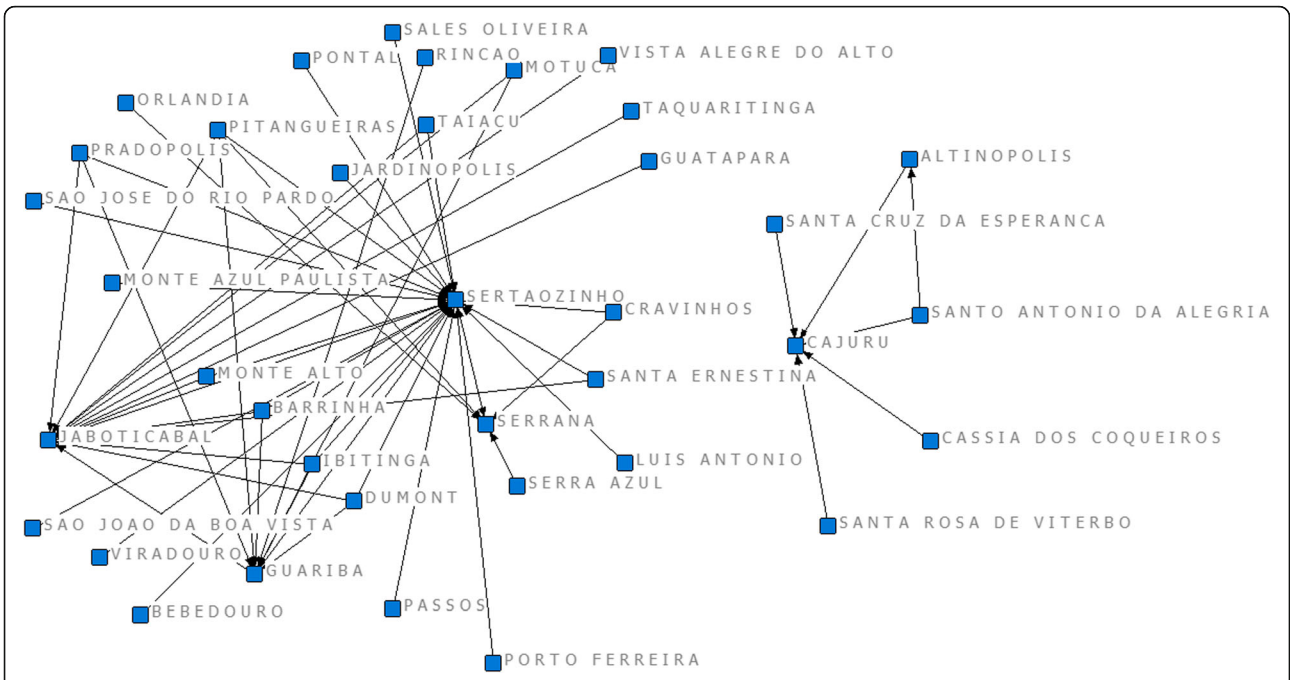 SALES OLIVEIRA
PONTAL
RINCAO
VISTA ALEGRE DO ALTO
MOTUCA
ORLANDIA
TAQUARITINGA
PITANGUEIRAS
TAIACU
PRADOPOLIS
GUATAPARA
ALTINOPOLIS
JARDINOPOLIS
SAO JOSE DO RIO PARDO
SANTA CRUZ DA ESPERANCA
MONTE AZUL PAULISTA
SERTAOZINHO
CRAVINHOS
SANTO ANTONIO DA ALEGRIA
CAJURU
MONTE ALTO
SANTA ERNESTINA
BARRINHA
SERRANA
JABOTICABAL
CASSIA DOS COQUEIROS
IBITINGA
LUIS ANTONIO
SERRA AZUL
DUMONT
SAO JOAO DA BOA VISTA
SANTA ROSA DE VITERBO
VIRADOURO
GUARIBA
BEBEDOURO
PASSOS
PORTO FERREIRA